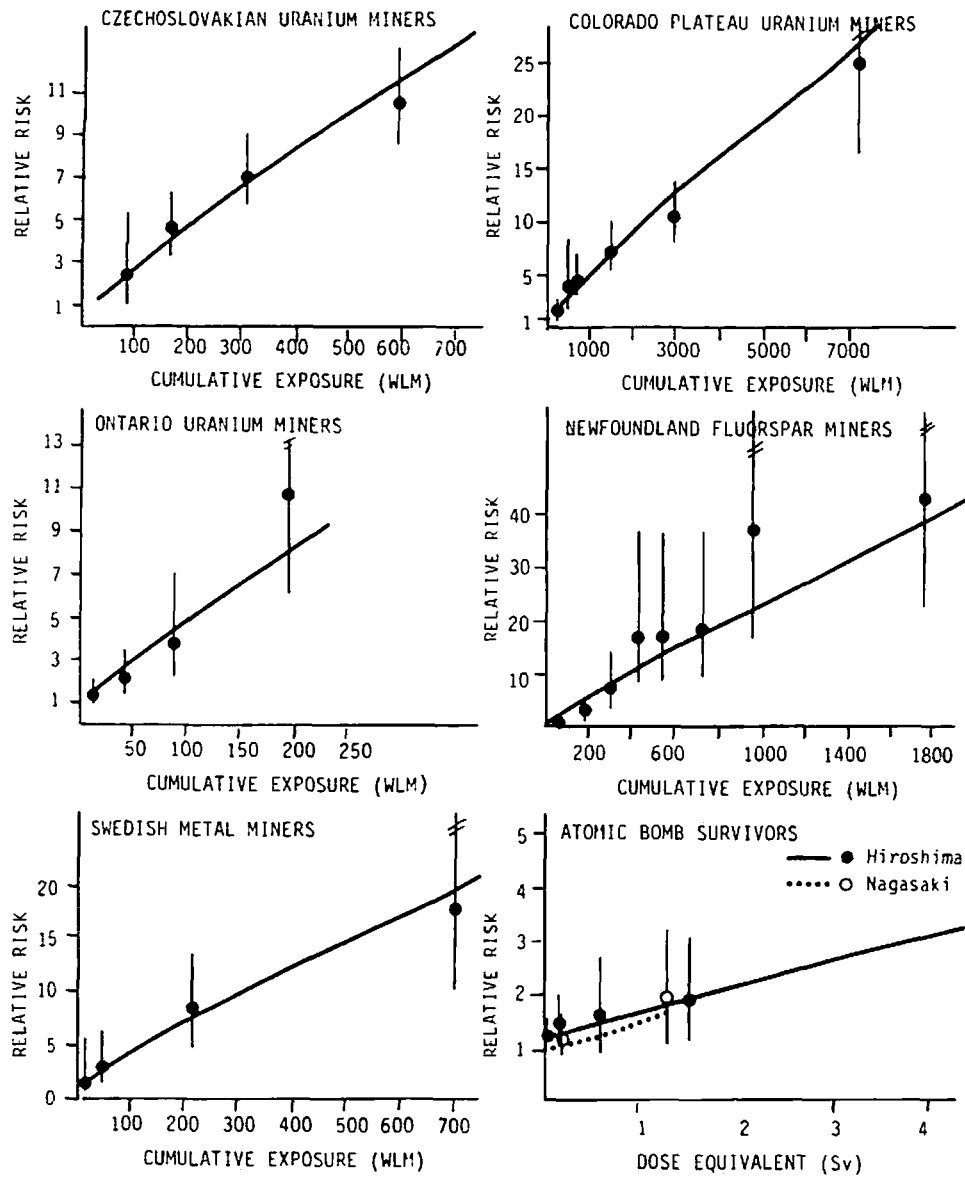 CZECHOSLOVAKIAN URANIUM MINERS
RELATIVE RISK
11
9
7
5
3
1
100 200 300 400 500 600 700
CUMULATIVE EXPOSURE (WLM)
COLORADO PLATEAU URANIUM MINERS
RELATIVE RISK
25
20
15
10
5
1
1000 3000 5000 7000
CUMULATIVE EXPOSURE (WLM)
ONTARIO URANIUM MINERS
RELATIVE RISK
13
11
9
7
5
3
1
50 100 150 200 250
CUMULATIVE EXPOSURE (WLM)
NEWFOUNDLAND FLUORSPAR MINERS
RELATIVE RISK
40
30
20
10
200 600 1000 1400 1800
CUMULATIVE EXPOSURE (WLM)
SWEDISH METAL MINERS
RELATIVE RISK
20
15
10
5
0
100 200 300 400 500 600 700
CUMULATIVE EXPOSURE (WLM)
ATOMIC BOMB SURVIVORS
Hiroshima
Nagasaki
RELATIVE RISK
5
4
3
2
1
1 2 3 4
DOSE EQUIVALENT (Sv)